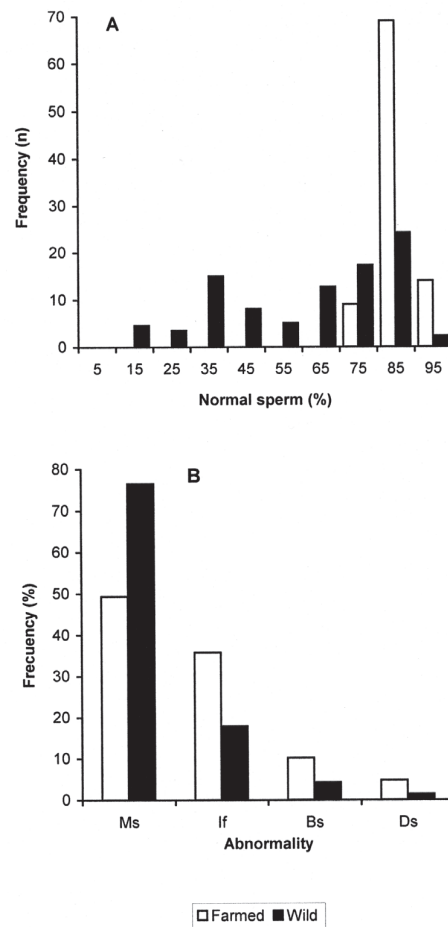 A
70
60
50
40
30
20
10
0
Frequency (n)
5 15 25 35 45 55 65 75 85 95
Normal sperm (%)
B
80
70
60
50
40
30
20
10
0
Frecuency (%)
Ms If Bs Ds
Abnormality
Farmed Wild